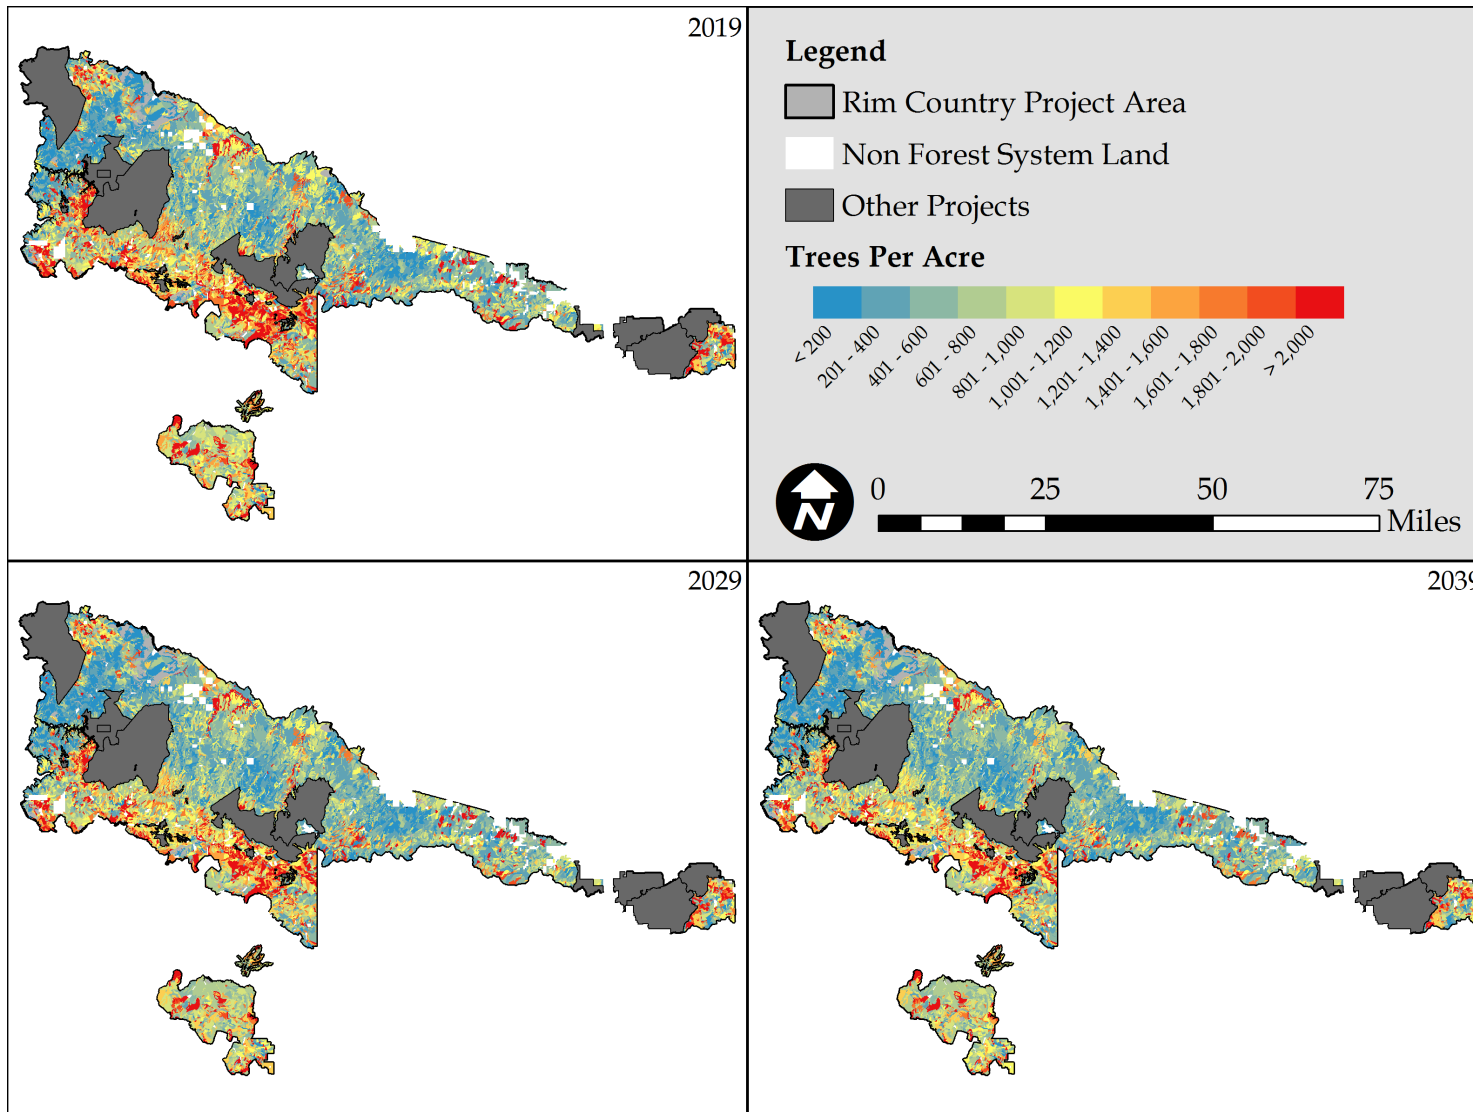 2019
Legend
Rim Country Project Area
Non Forest System Land
Other Projects
Trees Per Acre
< 200
201 - 400
401 - 600
601 - 800
801 - 1,000
1,001 - 1,200
1,201 - 1,400
1,401 - 1,600
1,601 - 1,800
1,801 - 2,000
> 2,000
N
0 25 50 75
Miles
2029
2039